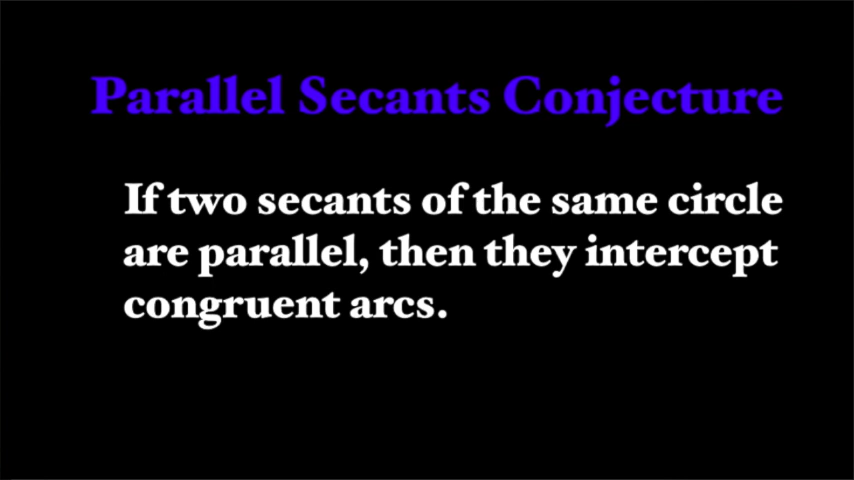 Parallel Secants Conjecture
If two secants of the same circle
are parallel, then they intercept
congruent arcs.